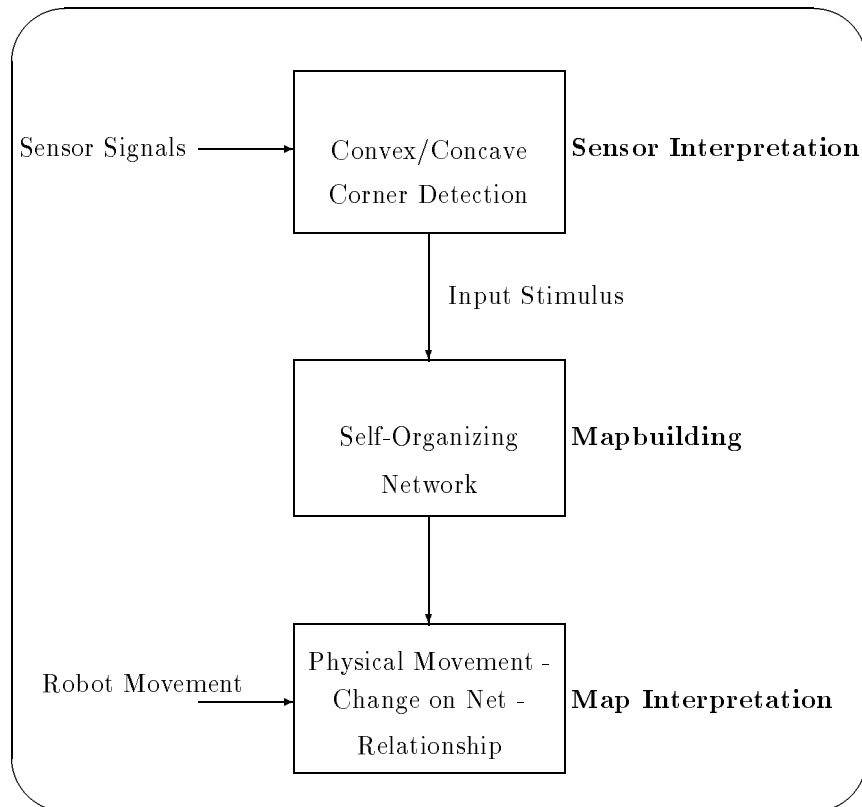 Sensor Signals
Convex/Concave
Corner Detection
Sensor Interpretation
Input Stimulus
Self-Organizing
Network
Mapbuilding
Robot Movement
Physical Movement -
Change on Net -
Relationship
Map Interpretation